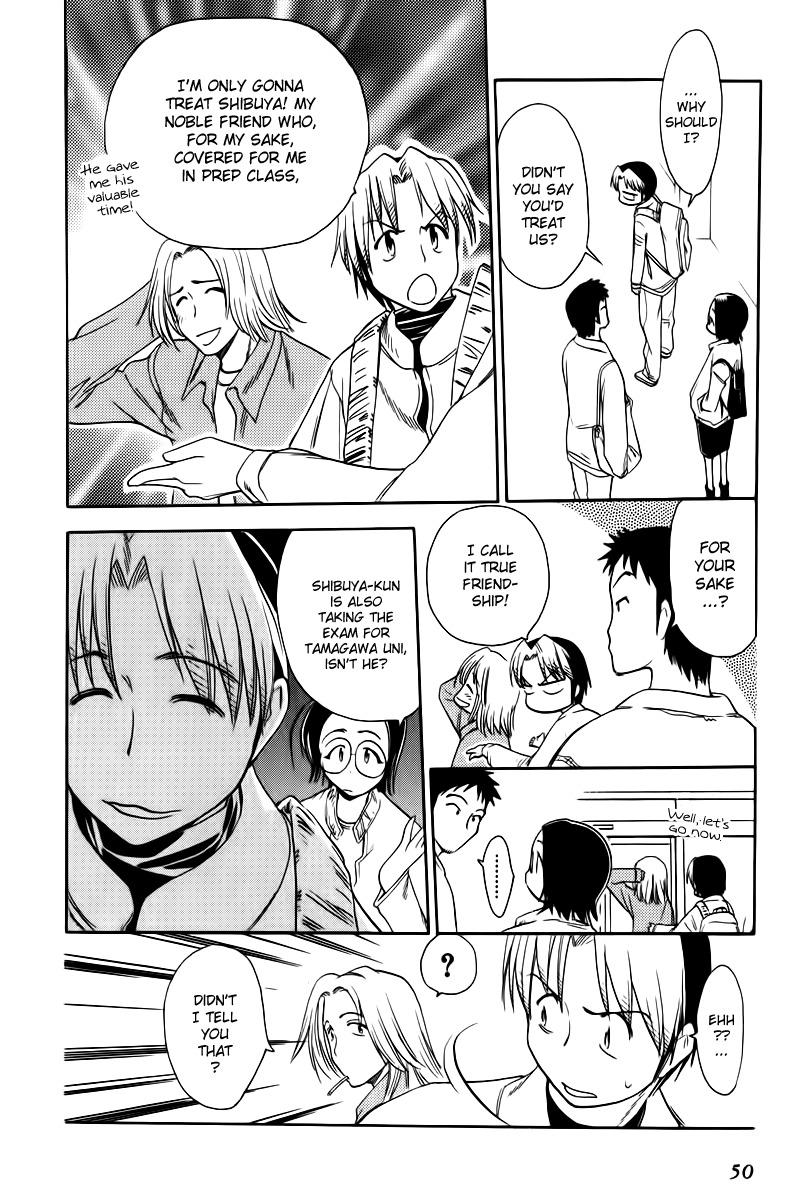 ...
WHY
SHOULD
I?
DIDN'T
YOU SAY
YOU'D
TREAT
US?
I'M ONLY GONNA
TREAT SHIBUYA! MY
NOBLE FRIEND WHO,
FOR MY SAKE,
COVERED FOR ME
IN PREP CLASS,
He gave
me his
valuable
time!
FOR
YOUR
SAKE
...?
I CALL
IT TRUE
FRIEND-
SHIP!
SHIBUYA-KUN
IS ALSO
TAKING THE
EXAM FOR
TAMAGAWA UNI,
ISN'T HE?
Well, let's
go now.
......
EHH
??
...
?
DIDN'T
I TELL
YOU
THAT
?
50